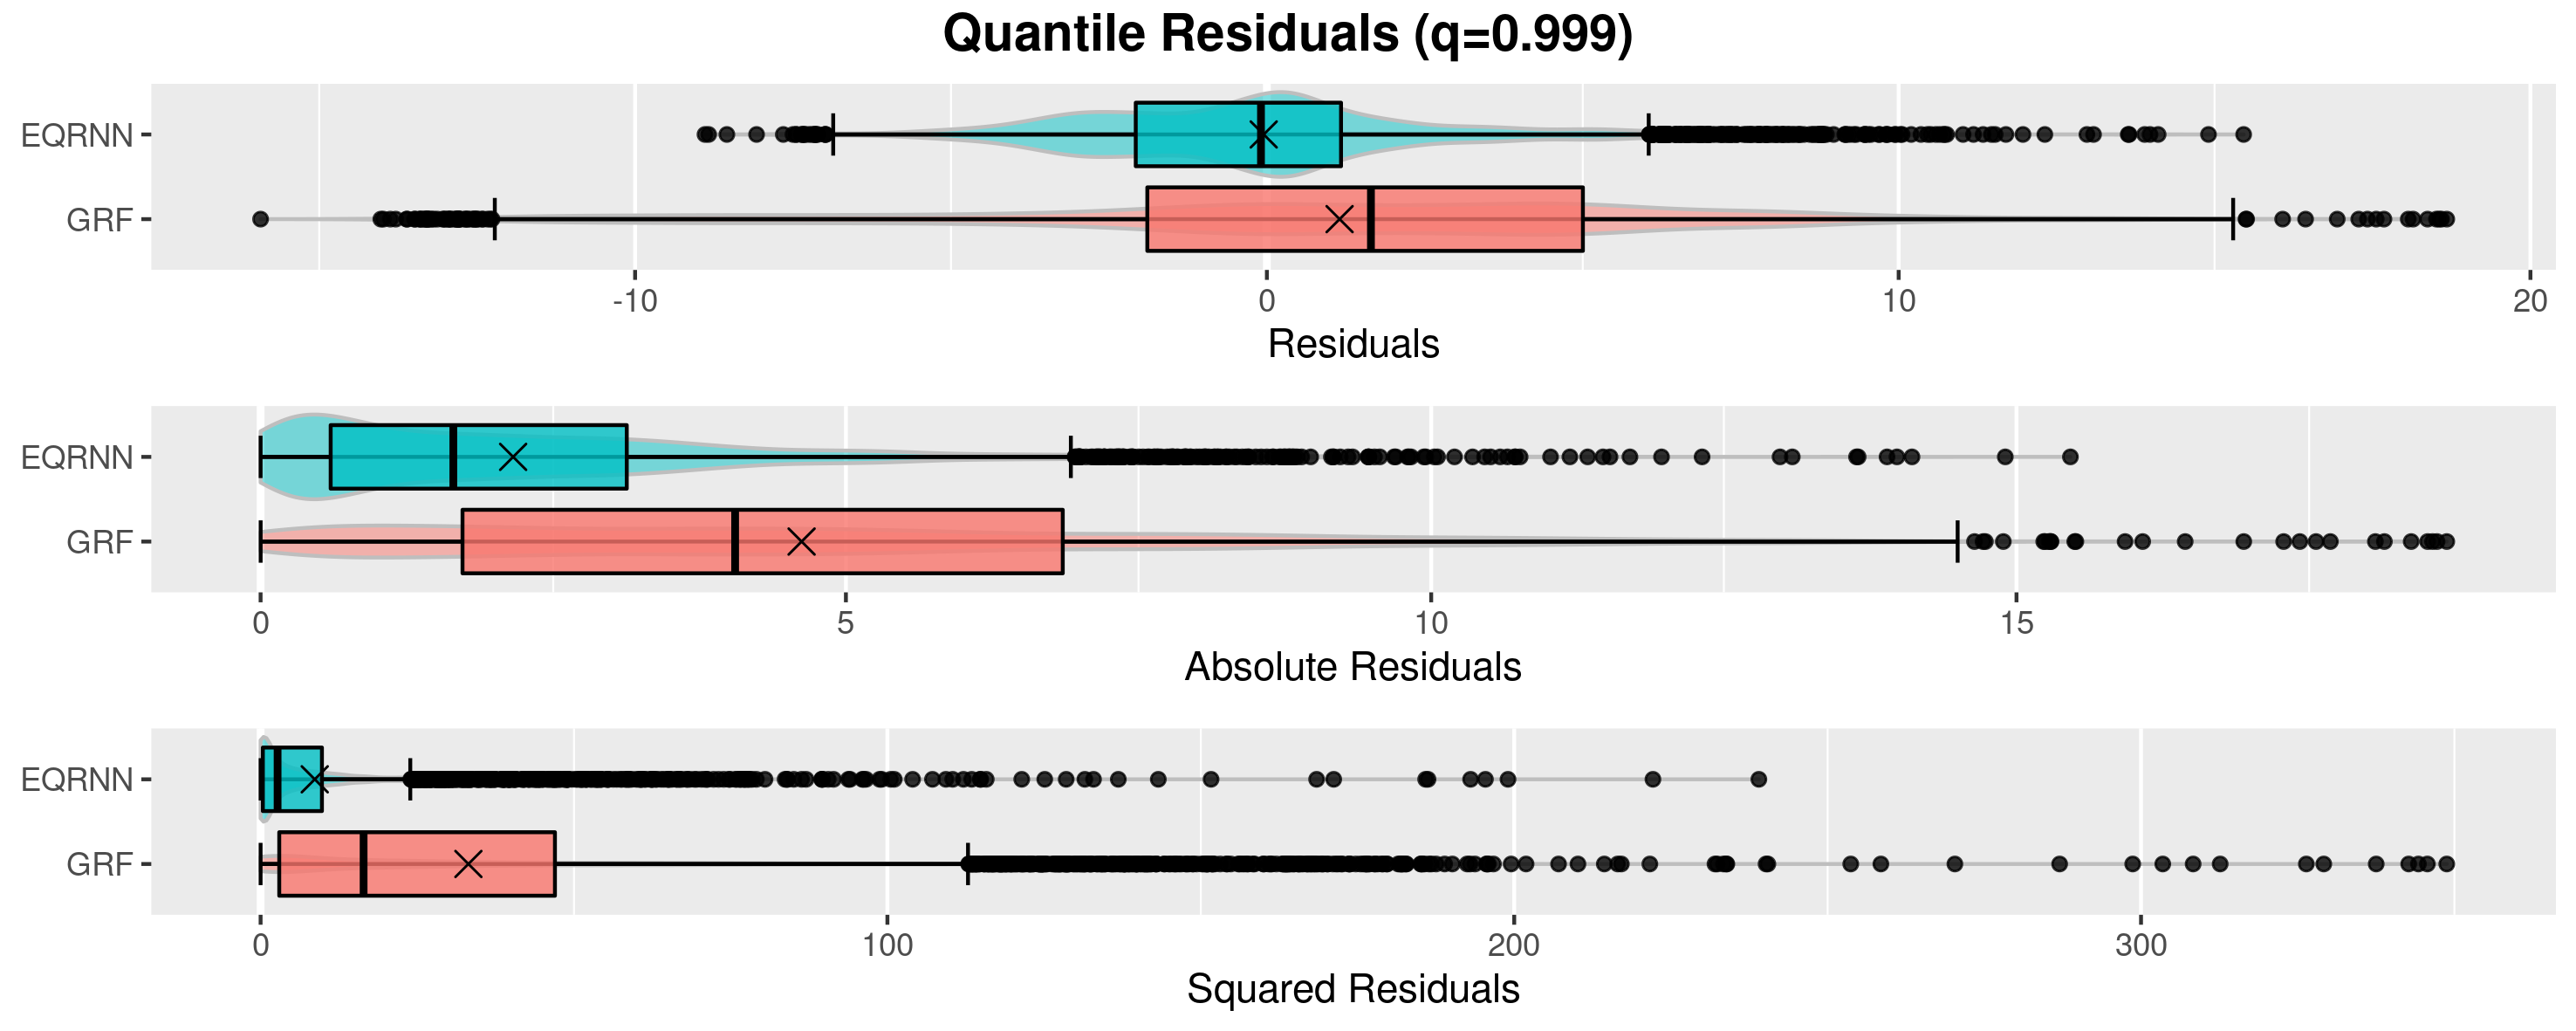 Quantile Residuals (q=0.999)
EQRNN
GRF
-10 0 10 20
Residuals
EQRNN
GRF
0 5 10 15
Absolute Residuals
EQRNN
GRF
0 100 200 300
Squared Residuals